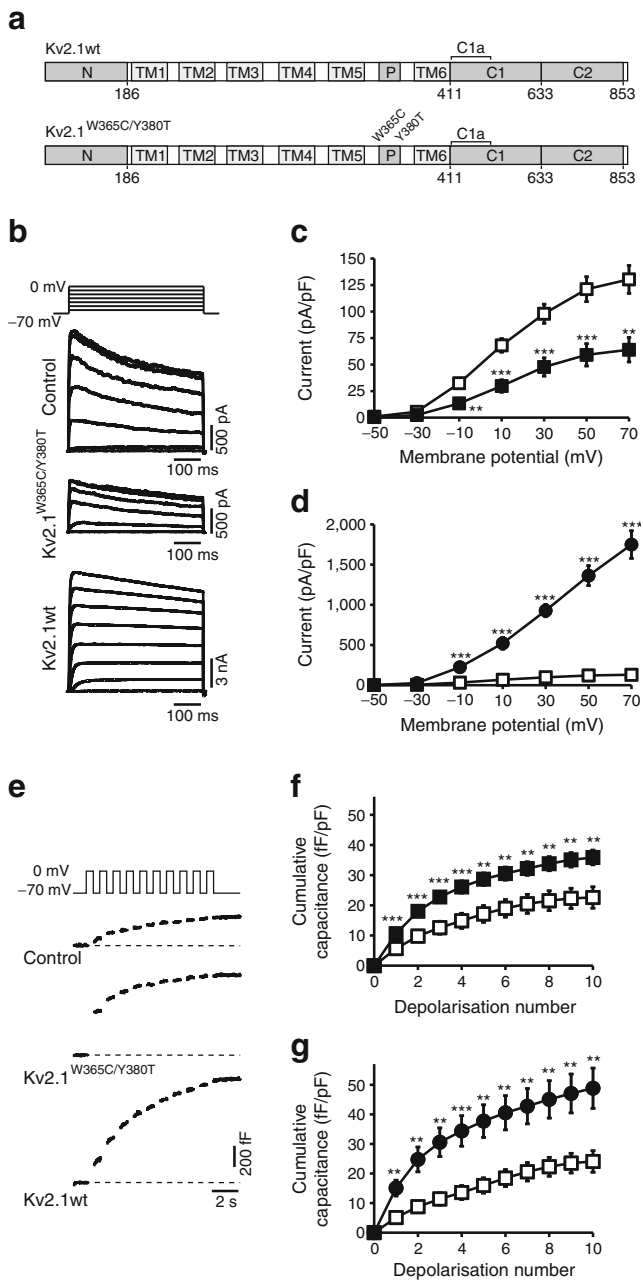 a
Kv2.1wt
C1a
N TM1 TM2 TM3 TM4 TM5 P TM6 C1 C2
186 411 633 853
Kv2.1W365C/Y380T
W365C
Y380T
C1a
N TM1 TM2 TM3 TM4 TM5 P TM6 C1 C2
186 411 633 853
b
0 mV
−70 mV
Control
500 pA
100 ms
Kv2.1W365C/Y380T
500 pA
100 ms
Kv2.1wt
3 nA
100 ms
c
Current (pA/pF)
150
125
100
75
50
25
0
** *** *** *** **
−50 −30 −10 10 30 50 70
Membrane potential (mV)
d
Current (pA/pF)
2,000
1,500
1,000
500
0
*** *** *** *** ***
−50 −30 −10 10 30 50 70
Membrane potential (mV)
e
0 mV
−70 mV
Control
Kv2.1W365C/Y380T
Kv2.1wt
200 fF
2 s
f
Cumulative
capacitance (fF/pF)
50
40
30
20
10
0
*** *** *** *** ** ** ** ** ** **
0 2 4 6 8 10
Depolarisation number
g
Cumulative
capacitance (fF/pF)
50
40
30
20
10
0
** ** ** *** ** ** ** ** ** **
0 2 4 6 8 10
Depolarisation number